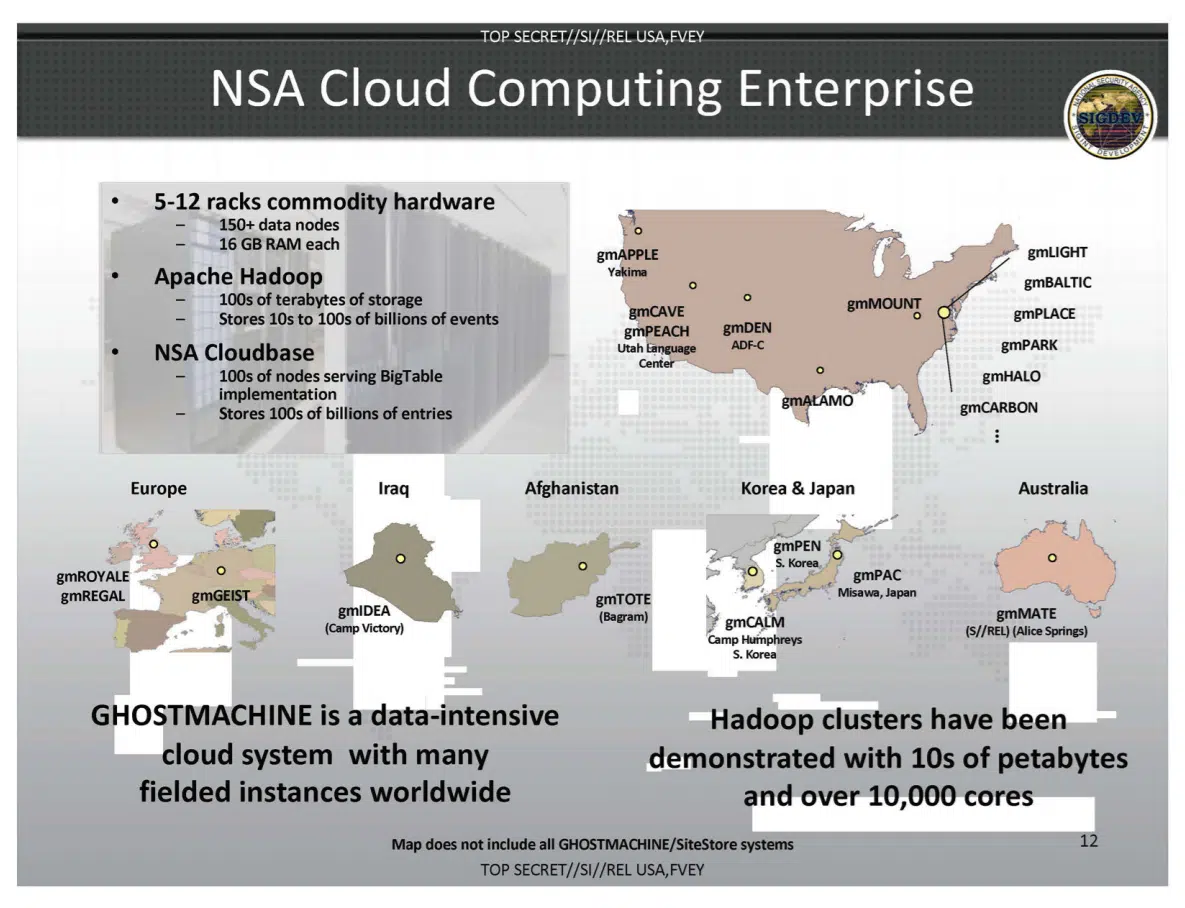 TOP SECRET//SI//REL USA,FVEY
NSA Cloud Computing Enterprise
NATIONAL SECURITY AGENCY
SIGDEV
SIGINT DEVELOPMENT
• 5-12 racks commodity hardware
– 150+ data nodes
– 16 GB RAM each
• Apache Hadoop
– 100s of terabytes of storage
– Stores 10s to 100s of billions of events
• NSA Cloudbase
– 100s of nodes serving BigTable
implementation
– Stores 100s of billions of entries
gmAPPLE
Yakima
gmCAVE
gmPEACH
Utah Language
Center
gmDEN
ADF-C
gmALAMO
gmMOUNT
gmLIGHT
gmBALTIC
gmPLACE
gmPARK
gmHALO
gmCARBON
⋮
Europe
gmROYALE
gmREGAL
gmGEIST
Iraq
gmIDEA
(Camp Victory)
Afghanistan
gmTOTE
(Bagram)
Korea & Japan
gmPEN
S. Korea
gmPAC
Misawa, Japan
gmCALM
Camp Humphreys
S. Korea
Australia
gmMATE
(S//REL) (Alice Springs)
GHOSTMACHINE is a data-intensive
cloud system with many
fielded instances worldwide
Hadoop clusters have been
demonstrated with 10s of petabytes
and over 10,000 cores
Map does not include all GHOSTMACHINE/SiteStore systems
12
TOP SECRET//SI//REL USA,FVEY